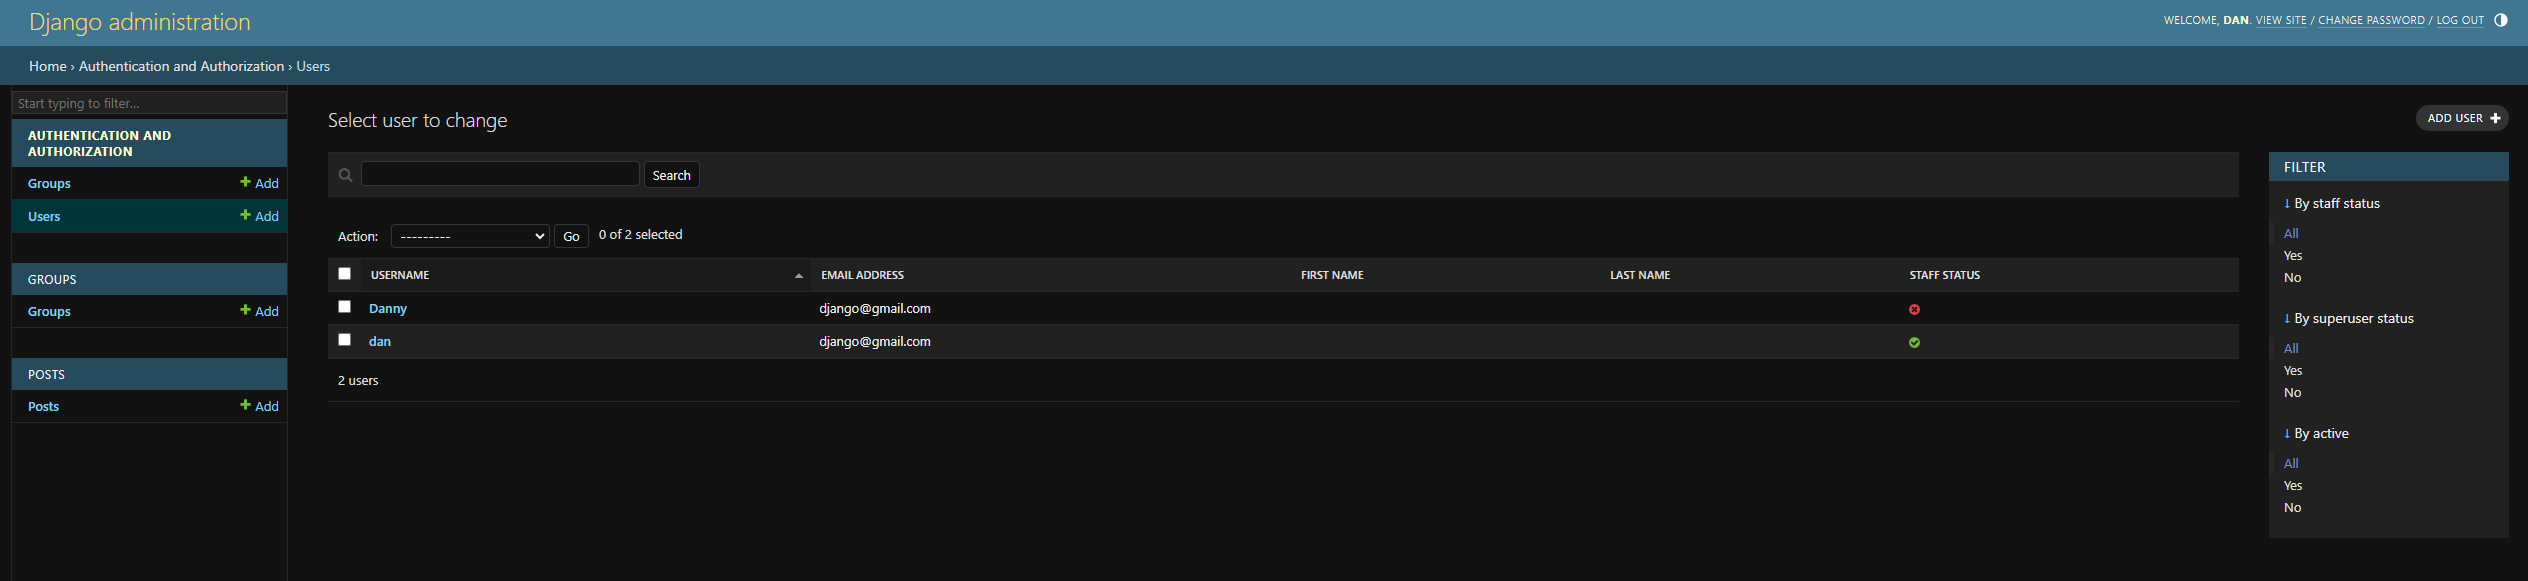 Django administration
WELCOME, DAN. VIEW SITE / CHANGE PASSWORD / LOG OUT
Home › Authentication and Authorization › Users
Start typing to filter...
AUTHENTICATION AND
AUTHORIZATION
Groups + Add
Users + Add
GROUPS
Groups + Add
POSTS
Posts + Add
Select user to change
ADD USER +
Search
Action: --------- Go 0 of 2 selected
USERNAME EMAIL ADDRESS FIRST NAME LAST NAME STAFF STATUS
Danny django@gmail.com
dan django@gmail.com
2 users
FILTER
↓ By staff status
All
Yes
No
↓ By superuser status
All
Yes
No
↓ By active
All
Yes
No